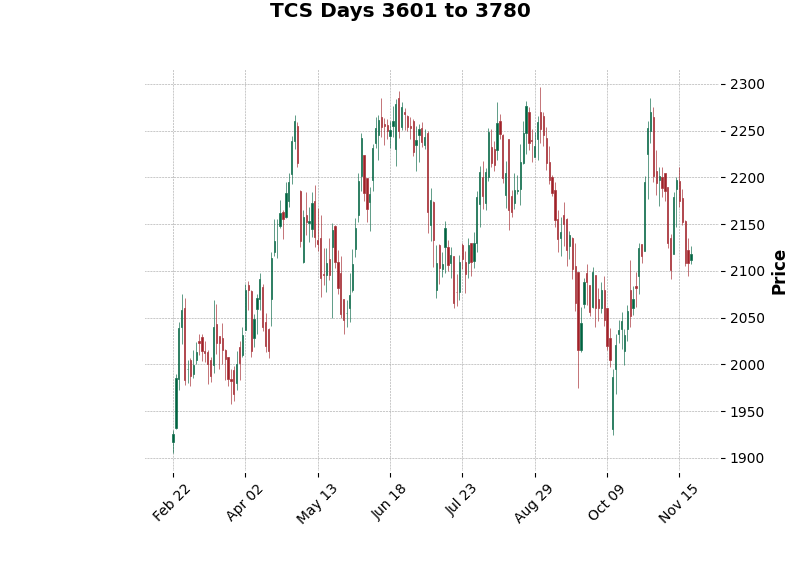 TCS Days 3601 to 3780
2300
2250
2200
2150
2100
2050
2000
1950
1900
Price
Feb 22
Apr 02
May 13
Jun 18
Jul 23
Aug 29
Oct 09
Nov 15